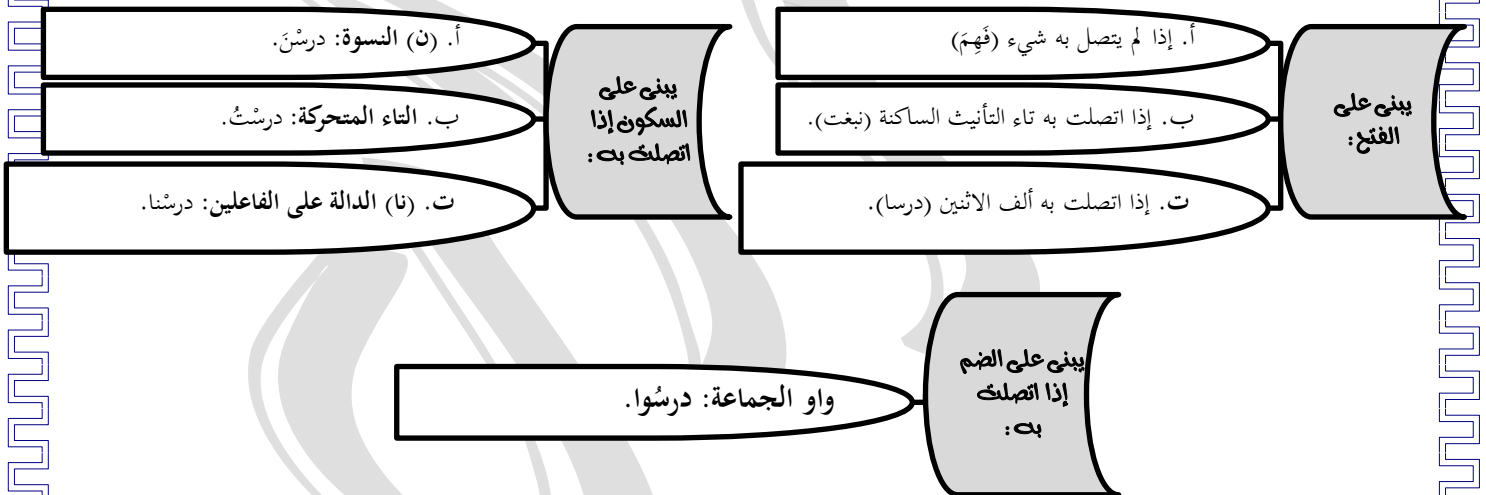 يبنى على
الفتح:
أ. إذا لم يتصل به شيء (فَهِمَ)
ب. إذا اتصلت به تاء التأنيث الساكنة (نبغت).
ت. إذا اتصلت به ألف الاثنين (درسا).
يبنى على
السكون إذا
اتصلت به:
أ. (ن) النسوة: درسْنَ.
ب. التاء المتحركة: درسْتُ.
ت. (نا) الدالة على الفاعلين: درسْنا.
يبنى على الضم
إذا اتصلت
به:
واو الجماعة: درسُوا.